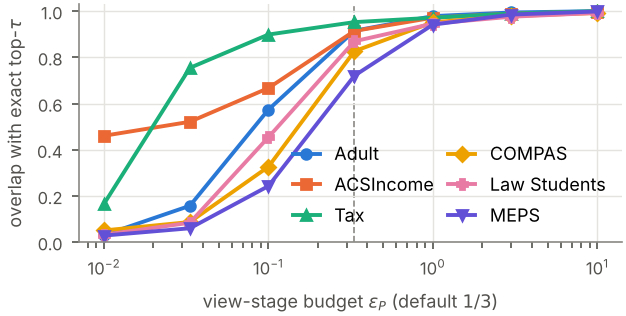 overlap with exact top-τ
1.0
0.8
0.6
0.4
0.2
0.0
Adult
ACSIncome
Tax
COMPAS
Law Students
MEPS
10⁻² 10⁻¹ 10⁰ 10¹
view-stage budget εₚ (default 1/3)